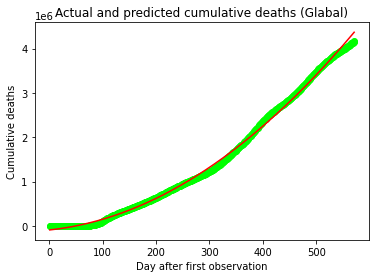 Actual and predicted cumulative deaths (Glabal)
1e6
4
3
2
1
0
Cumulative deaths
0 100 200 300 400 500
Day after first observation